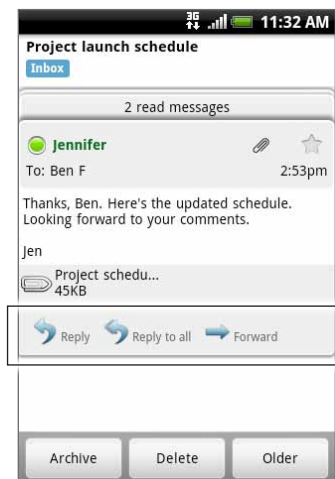 3G 11:32 AM
Project launch schedule
Inbox
2 read messages
Jennifer
To: Ben F 2:53pm
Thanks, Ben. Here's the updated schedule.
Looking forward to your comments.
Jen
Project schedu...
45KB
Reply Reply to all Forward
Archive Delete Older